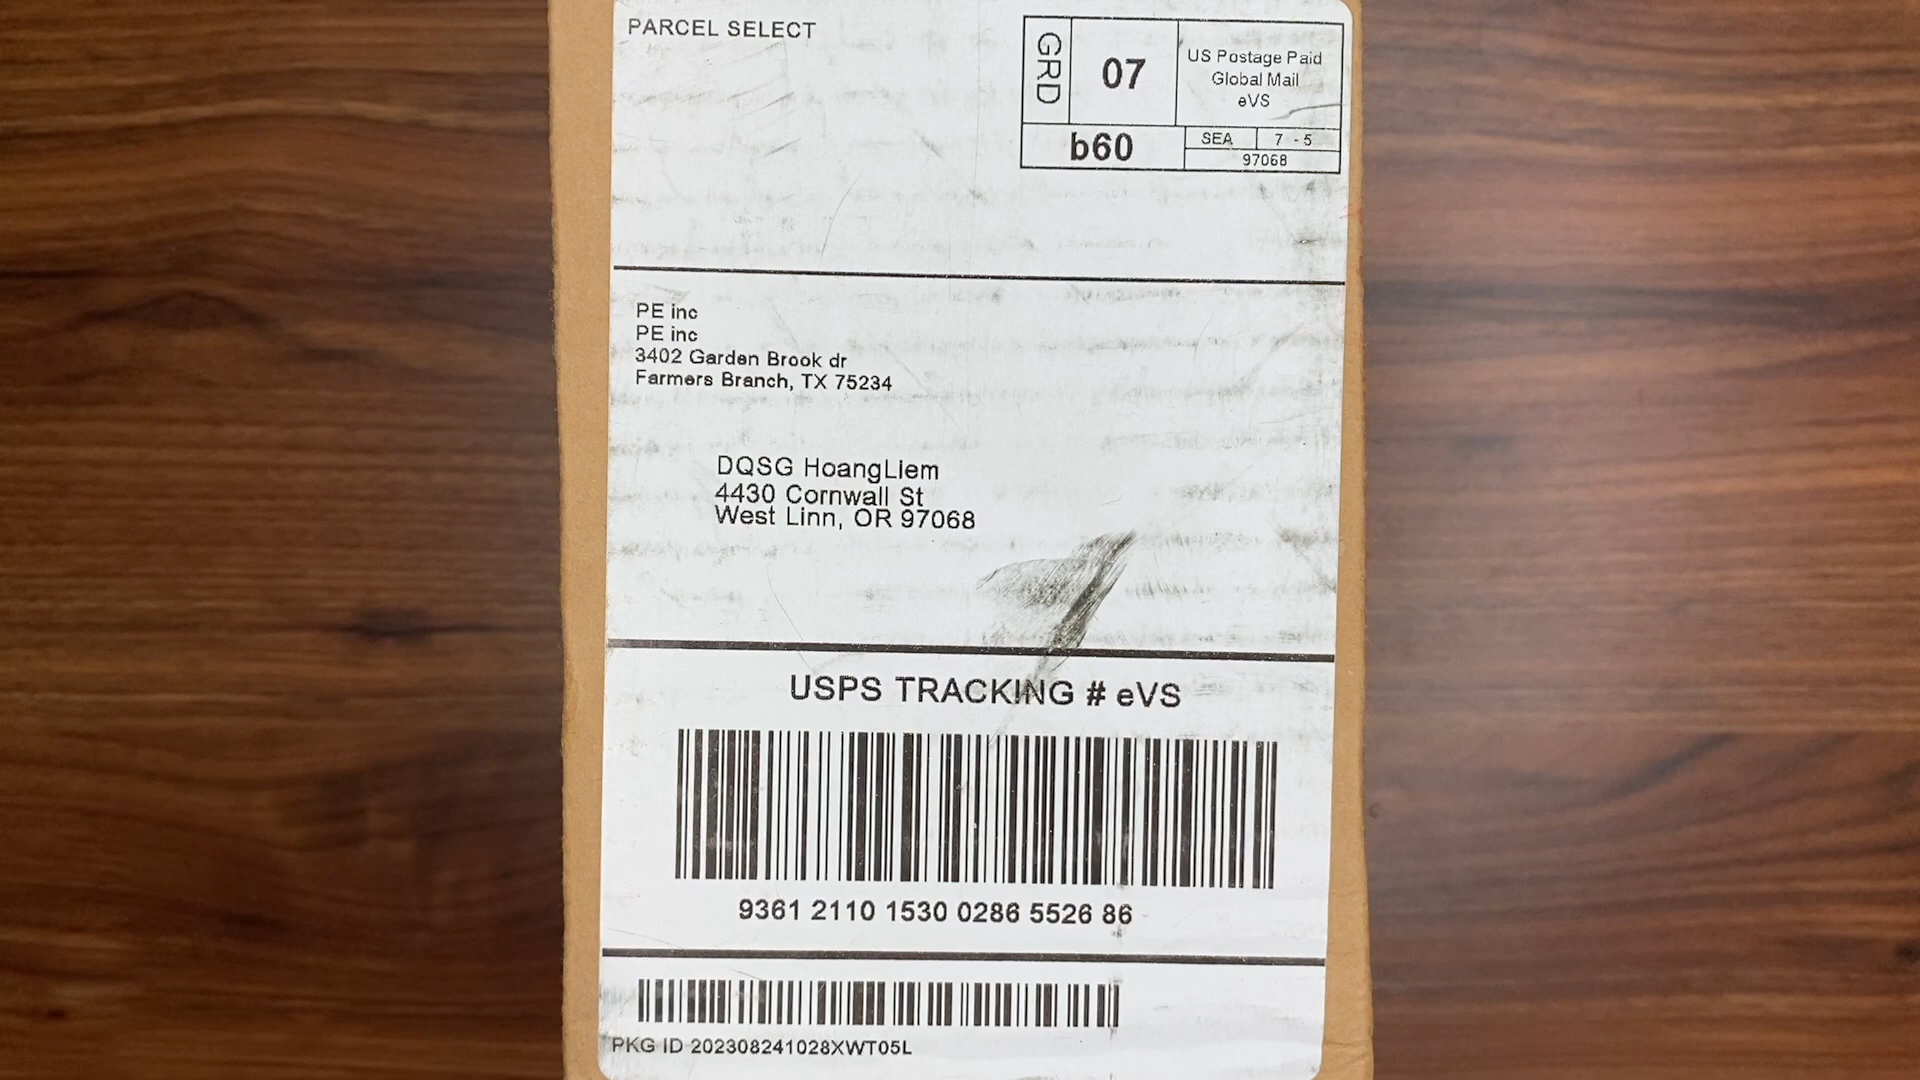 PARCEL SELECT
GRD
07
US Postage Paid
Global Mail
eVS
b60
SEA
7 - 5
97068
PE inc
PE inc
3402 Garden Brook dr
Farmers Branch, TX 75234
DQSG HoangLiem
4430 Cornwall St
West Linn, OR 97068
USPS TRACKING # eVS
9361 2110 1530 0286 5526 86
PKG ID 202308241028XWT05L